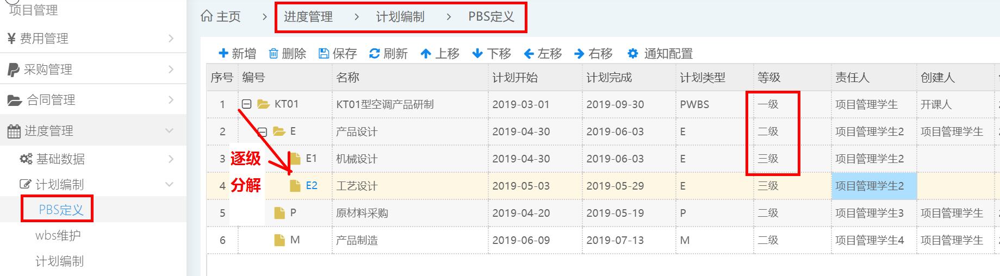 项目管理
¥ 费用管理
采购管理
合同管理
进度管理
基础数据
计划编制
PBS定义
wbs维护
计划编制
主页 > 进度管理 > 计划编制 > PBS定义
新增 删除 保存 刷新 上移 下移 左移 右移 通知配置
序号 编号 名称 计划开始 计划完成 计划类型 等级 责任人 创建人
1 KT01 KT01型空调产品研制 2019-03-01 2019-09-30 PWBS 一级 项目管理学生 开课人
2 E 产品设计 2019-04-30 2019-06-03 E 二级 项目管理学生2 项目管理学生
3 E1 机械设计 2019-04-30 2019-06-03 E 三级 项目管理学生2
4 E2 工艺设计 2019-05-03 2019-05-29 E 三级 项目管理学生2
5 P 原材料采购 2019-04-20 2019-05-19 P 二级 项目管理学生3 项目管理学生
6 M 产品制造 2019-06-09 2019-07-13 M 二级 项目管理学生4 项目管理学生
逐级
分解